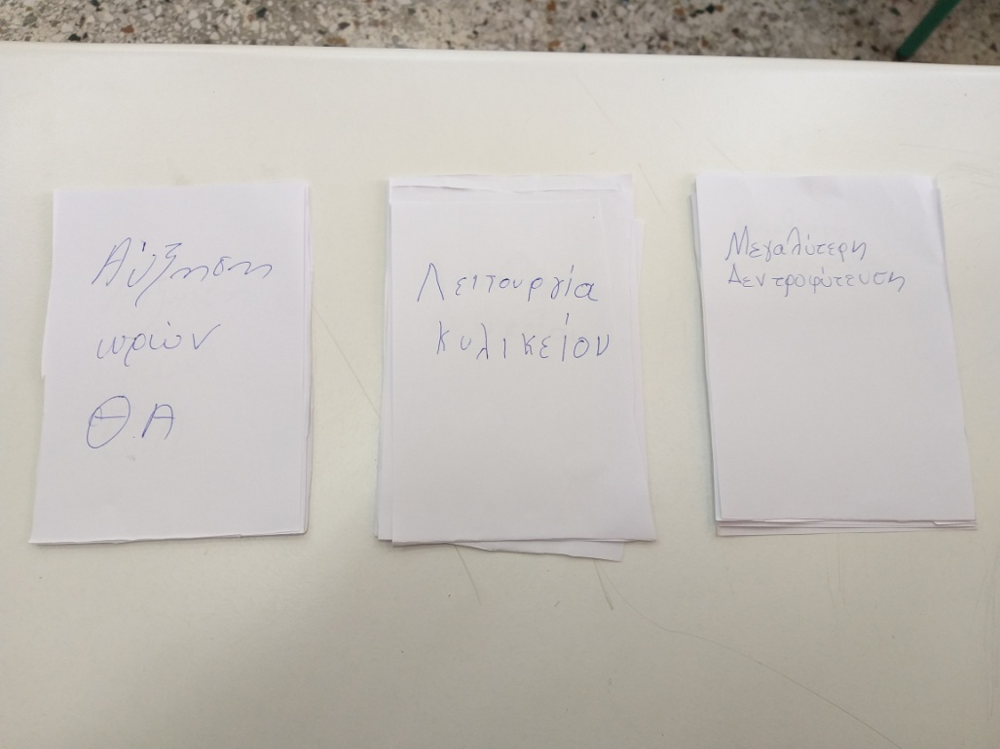 Αύξηση
ωρών
Θ.Α
Λειτουργία
κυλικείου
Μεγαλύτερη
Δεντροφύτευση